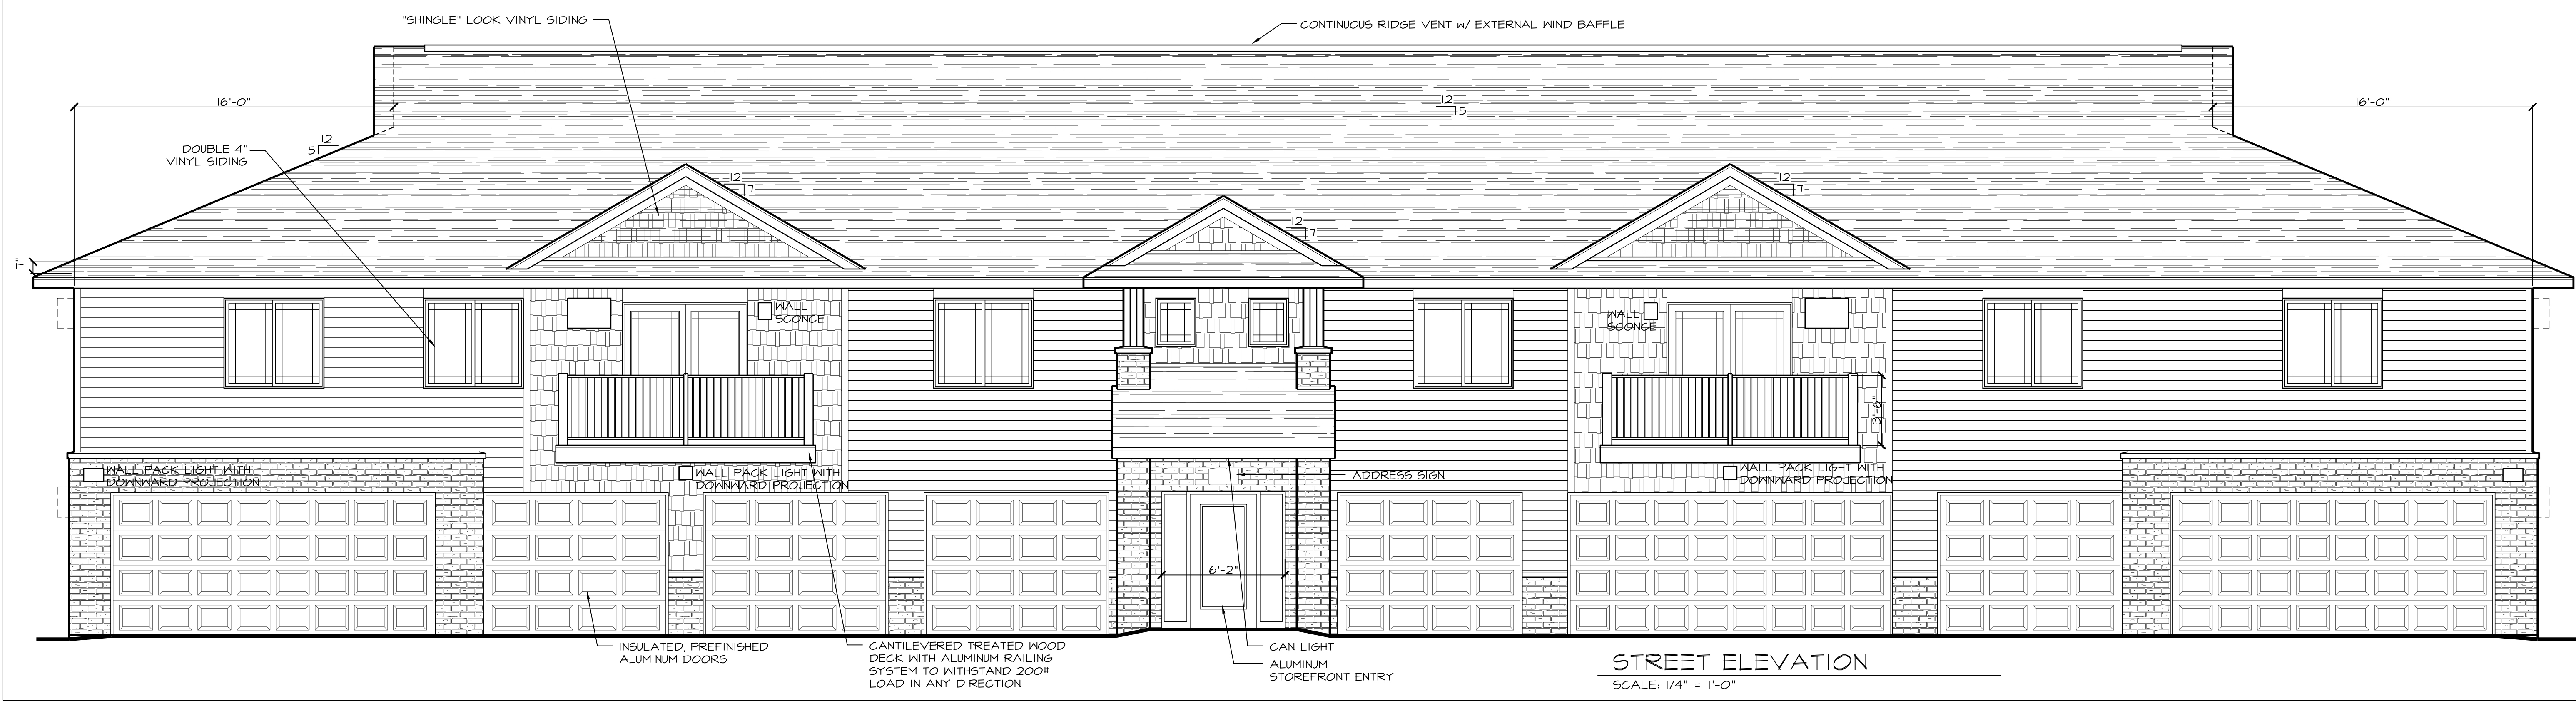 "SHINGLE" LOOK VINYL SIDING
CONTINUOUS RIDGE VENT w/ EXTERNAL WIND BAFFLE
16'-0"
12
15
16'-0"
12
5
DOUBLE 4"
VINYL SIDING
12
7
12
7
12
7
7"
WALL
SCONCE
WALL
SCONCE
3'-6"
WALL PACK LIGHT WITH
DOWNWARD PROJECTION
WALL PACK LIGHT WITH
DOWNWARD PROJECTION
ADDRESS SIGN
WALL PACK LIGHT WITH
DOWNWARD PROJECTION
6'-2"
INSULATED, PREFINISHED
ALUMINUM DOORS
CANTILEVERED TREATED WOOD
DECK WITH ALUMINUM RAILING
SYSTEM TO WITHSTAND 200#
LOAD IN ANY DIRECTION
CAN LIGHT
ALUMINUM
STOREFRONT ENTRY
STREET ELEVATION
SCALE: 1/4" = 1'-0"